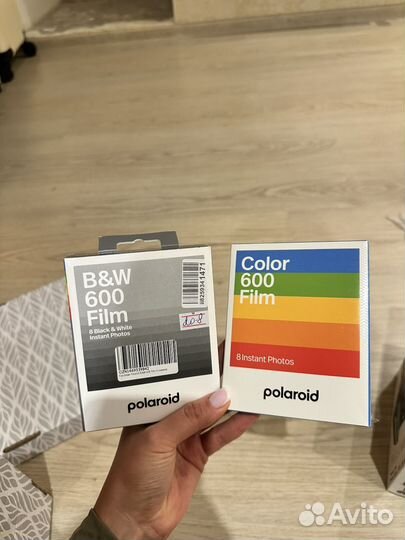 B&W
600
Film
8 Black & White
Instant Photos
polaroid
Color
600
Film
8 Instant Photos
polaroid
Avito